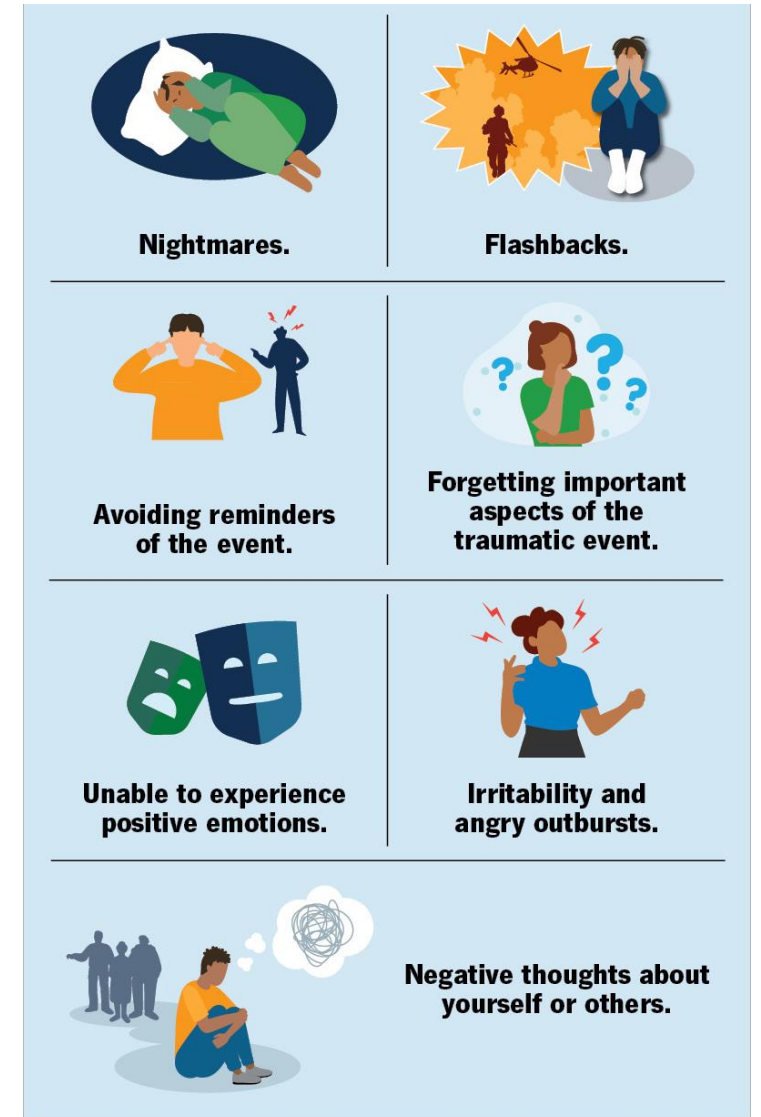 Nightmares.
Flashbacks.
Avoiding reminders
of the event.
Forgetting important
aspects of the
traumatic event.
Unable to experience
positive emotions.
Irritability and
angry outbursts.
Negative thoughts about
yourself or others.